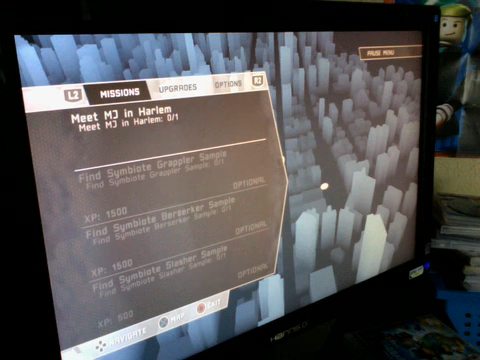 PAUSE MENU
L2 MISSIONS UPGRADES OPTIONS R2
Meet MJ in Harlem
Meet MJ in Harlem: 0/1
Find Symbiote Grappler Sample
Find Symbiote Grappler Sample: 0/1
OPTIONAL
XP: 1500
Find Symbiote Berserker Sample
Find Symbiote Berserker Sample: 0/1
OPTIONAL
XP: 1500
Find Symbiote Slasher Sample
Find Symbiote Slasher Sample: 0/1
OPTIONAL
XP: 500
NAVIGATE MAP EXIT